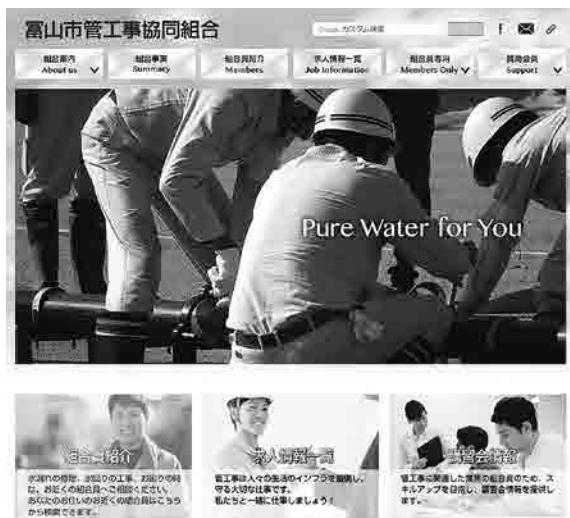 冨山市管工事協同組合
Google カスタム検索
f
組合案内
About us
組合事業
Summary
組合員紹介
Members
求人情報一覧
Job Information
組合員専用
Members Only
賛助会員
Support
Pure Water for You
組合員紹介
水漏れの修理、水回りの工事、お困りの時
は、お近くの組合員へご相談ください。
あなたのお住いのお近くの組合員はこちら
から検索できます。
求人情報一覧
管工事は人々の生活のインフラを整備し、
守る大切な仕事です。
私たちと一緒に仕事しましょう！
講習会情報
管工事に関連した業界の組合員のため、ス
キルアップを目指し、講習会情報を提供し
ます。